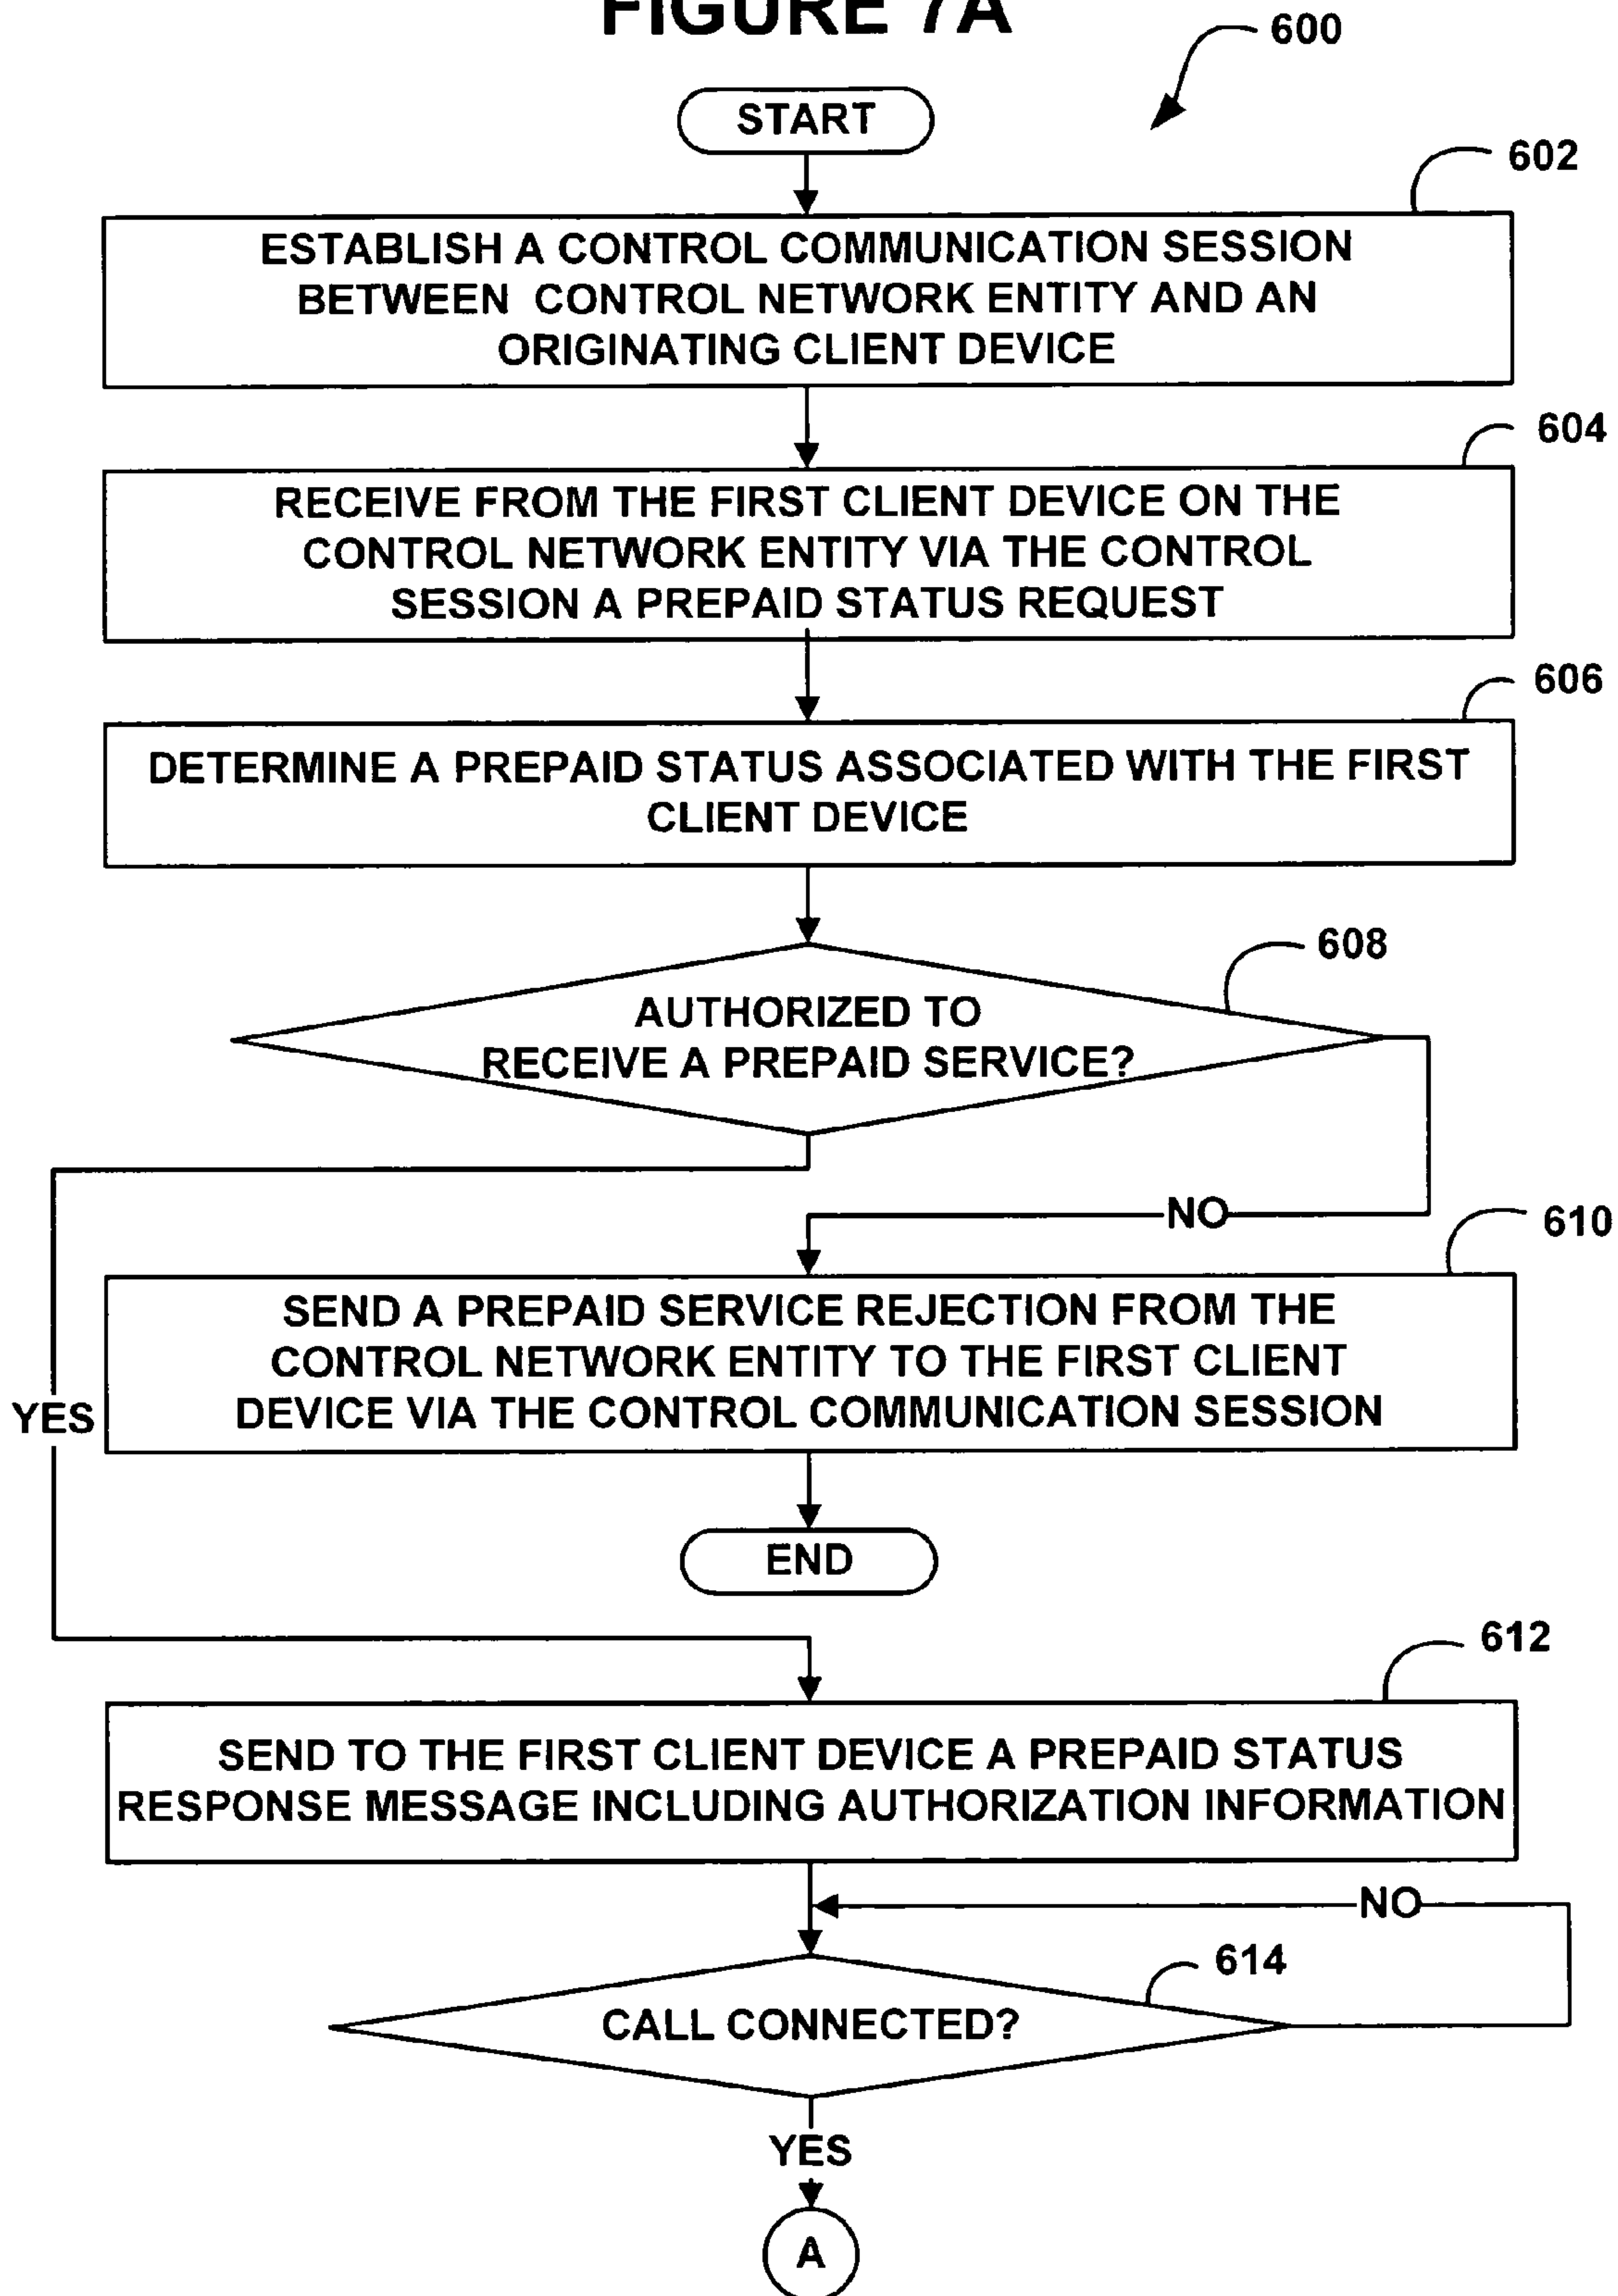 FIGURE 7A
600
START
602
ESTABLISH A CONTROL COMMUNICATION SESSION
BETWEEN CONTROL NETWORK ENTITY AND AN
ORIGINATING CLIENT DEVICE
604
RECEIVE FROM THE FIRST CLIENT DEVICE ON THE
CONTROL NETWORK ENTITY VIA THE CONTROL
SESSION A PREPAID STATUS REQUEST
606
DETERMINE A PREPAID STATUS ASSOCIATED WITH THE FIRST
CLIENT DEVICE
608
AUTHORIZED TO
RECEIVE A PREPAID SERVICE?
NO
610
SEND A PREPAID SERVICE REJECTION FROM THE
CONTROL NETWORK ENTITY TO THE FIRST CLIENT
DEVICE VIA THE CONTROL COMMUNICATION SESSION
YES
END
612
SEND TO THE FIRST CLIENT DEVICE A PREPAID STATUS
RESPONSE MESSAGE INCLUDING AUTHORIZATION INFORMATION
NO
614
CALL CONNECTED?
YES
A